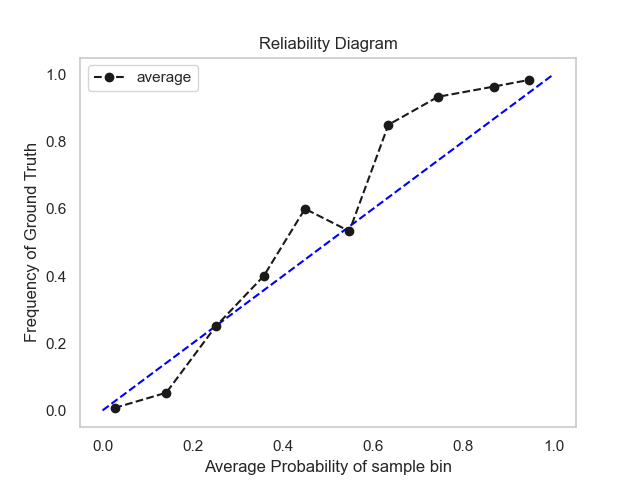 Reliability Diagram
average
Frequency of Ground Truth
1.0
0.8
0.6
0.4
0.2
0.0
0.0 0.2 0.4 0.6 0.8 1.0
Average Probability of sample bin